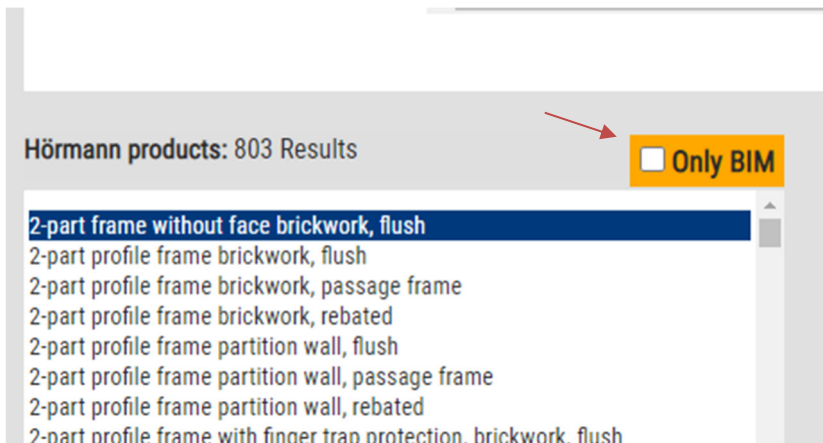 Hörmann products: 803 Results
Only BIM
2-part frame without face brickwork, flush
2-part profile frame brickwork, flush
2-part profile frame brickwork, passage frame
2-part profile frame brickwork, rebated
2-part profile frame partition wall, flush
2-part profile frame partition wall, passage frame
2-part profile frame partition wall, rebated
2-part profile frame with finger trap protection, brickwork, flush